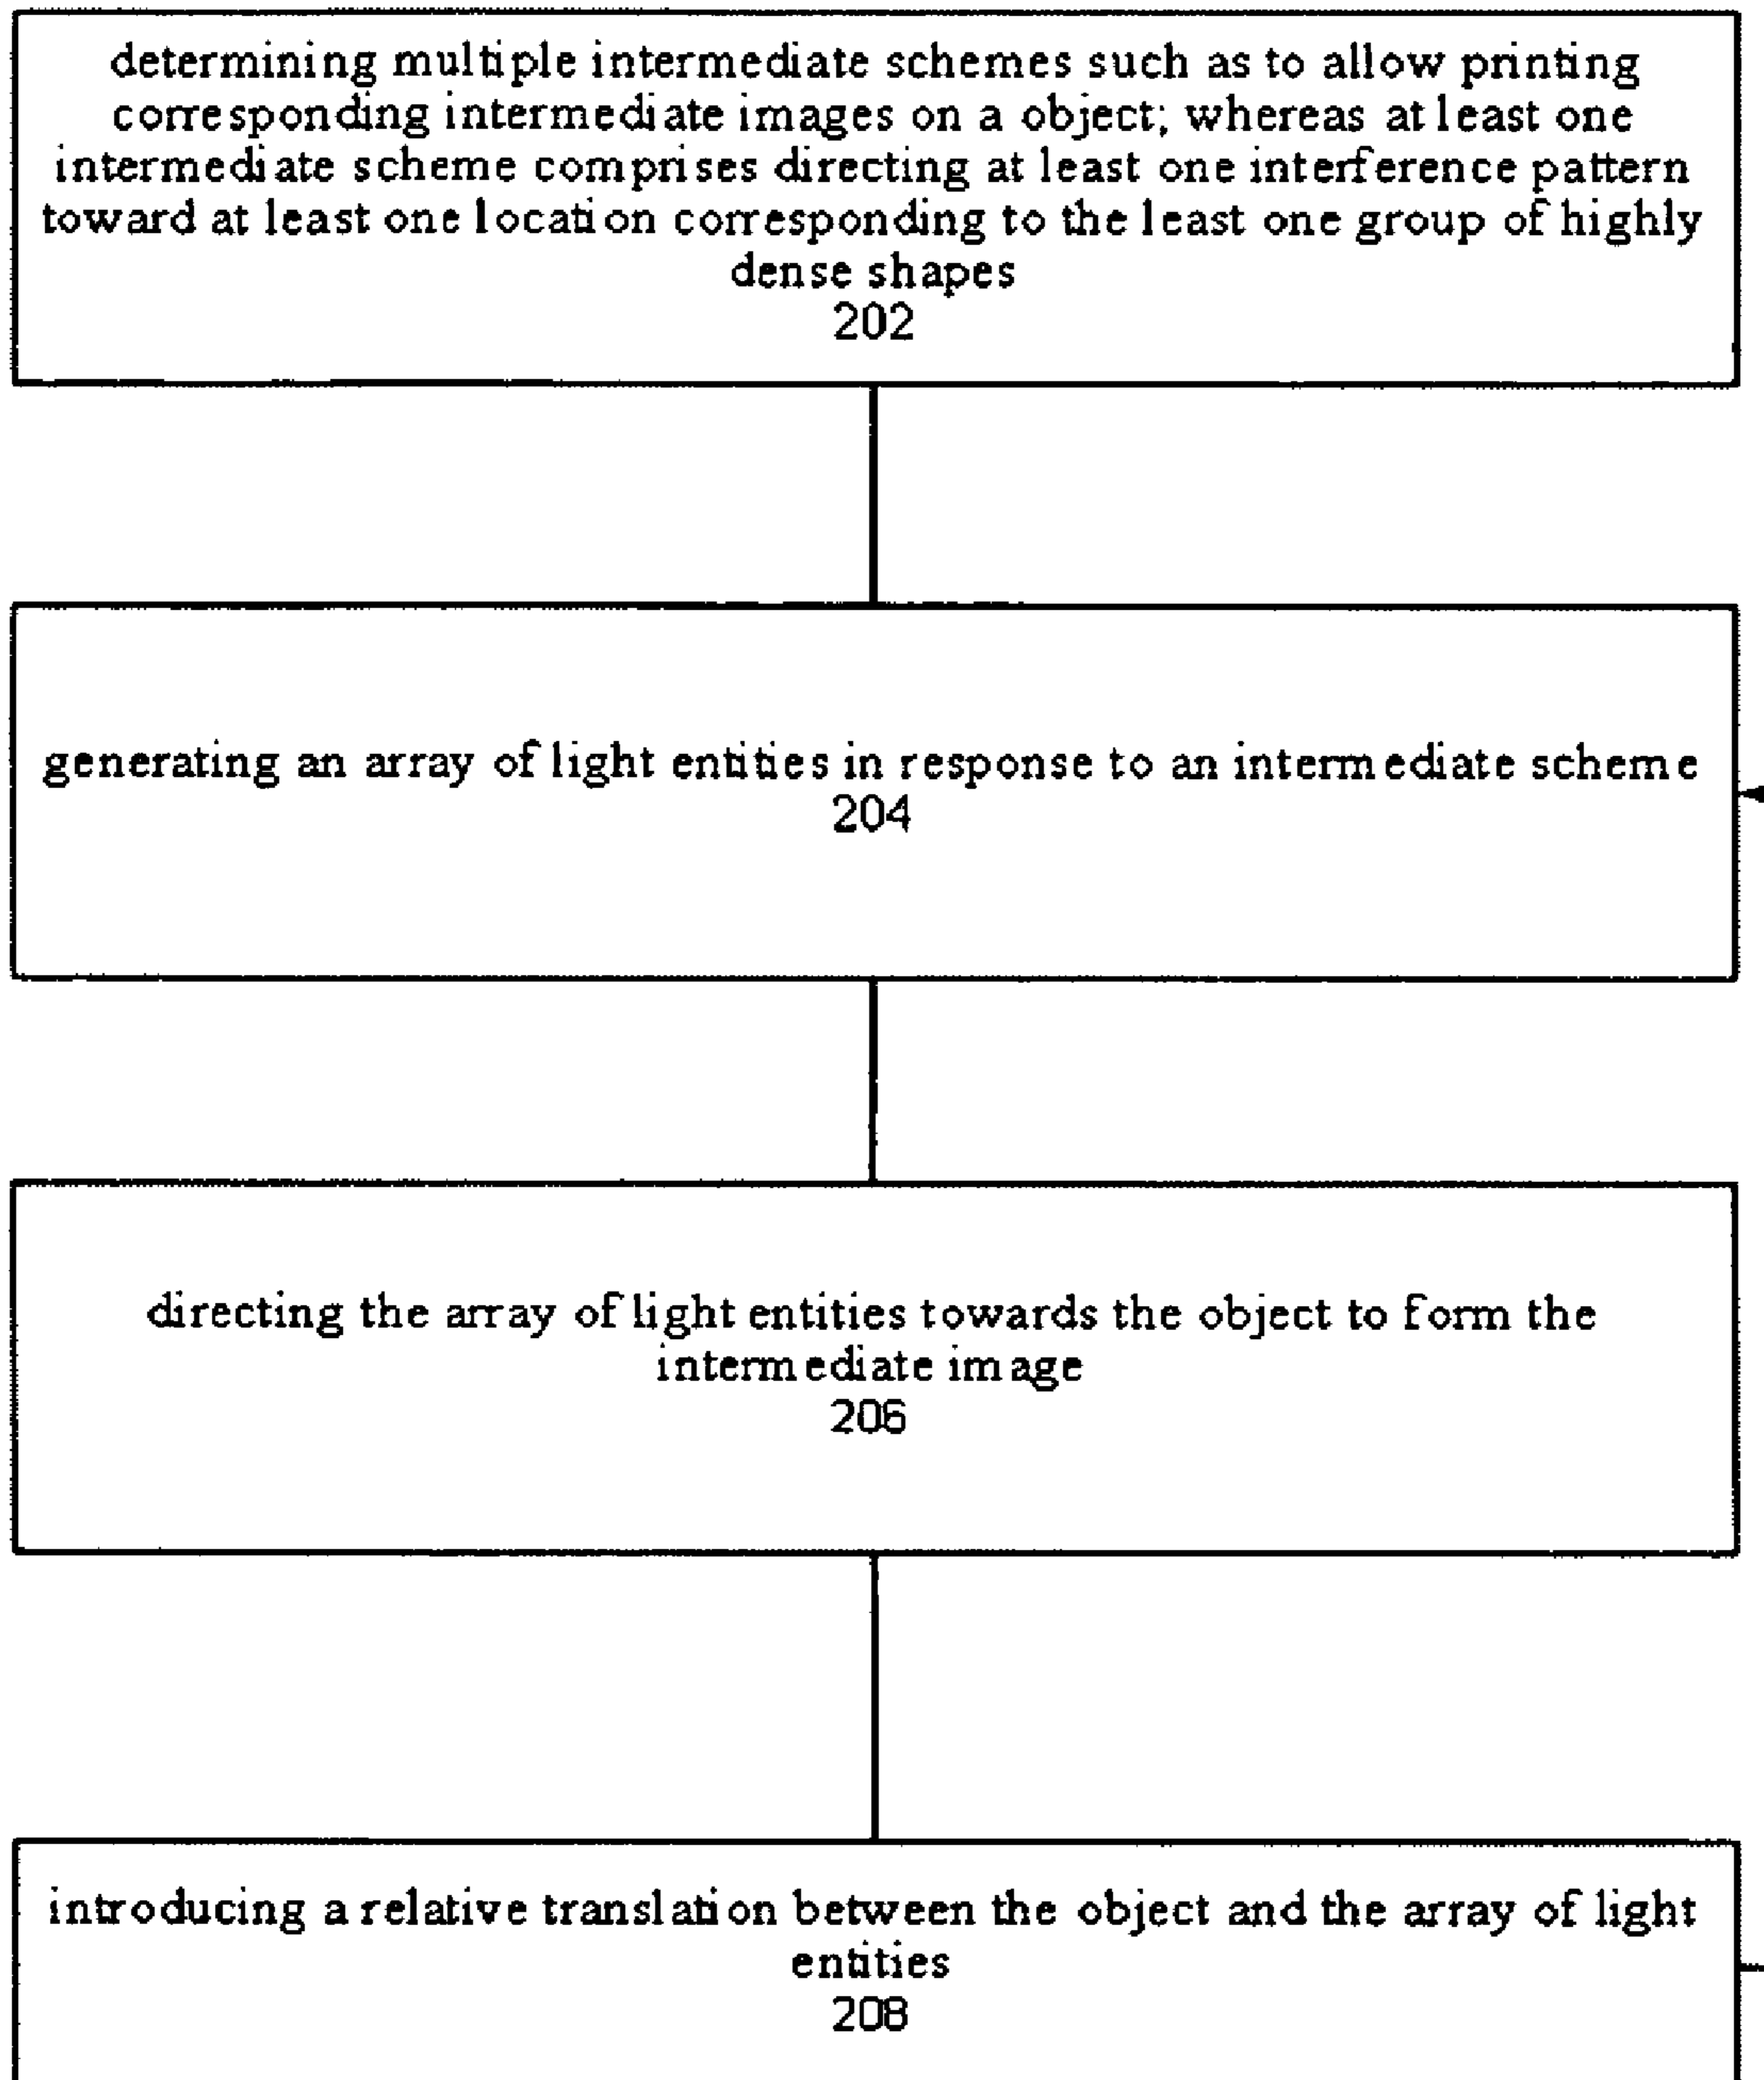 determining multiple intermediate schemes such as to allow printing
corresponding intermediate images on a object; whereas at least one
intermediate scheme comprises directing at least one interference pattern
toward at least one location corresponding to the least one group of highly
dense shapes
202
generating an array of light entities in response to an intermediate scheme
204
directing the array of light entities towards the object to form the
intermediate image
206
introducing a relative translation between the object and the array of light
entities
208